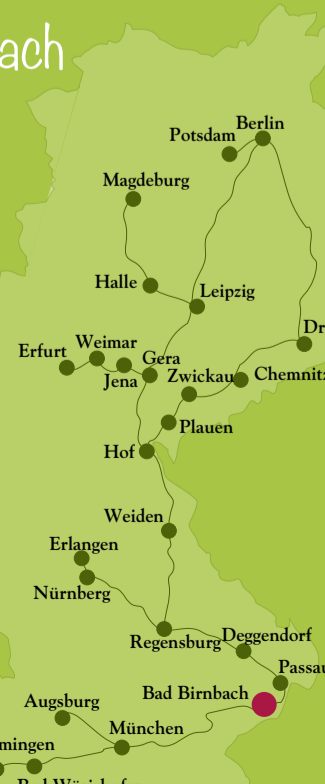 ach
Berlin
Potsdam
Magdeburg
Halle
Leipzig
Dr
Weimar
Erfurt
Gera
Jena
Zwickau
Chemnitz
Plauen
Hof
Weiden
Erlangen
Nürnberg
Regensburg
Deggendorf
Passau
Bad Birnbach
Augsburg
München
mingen